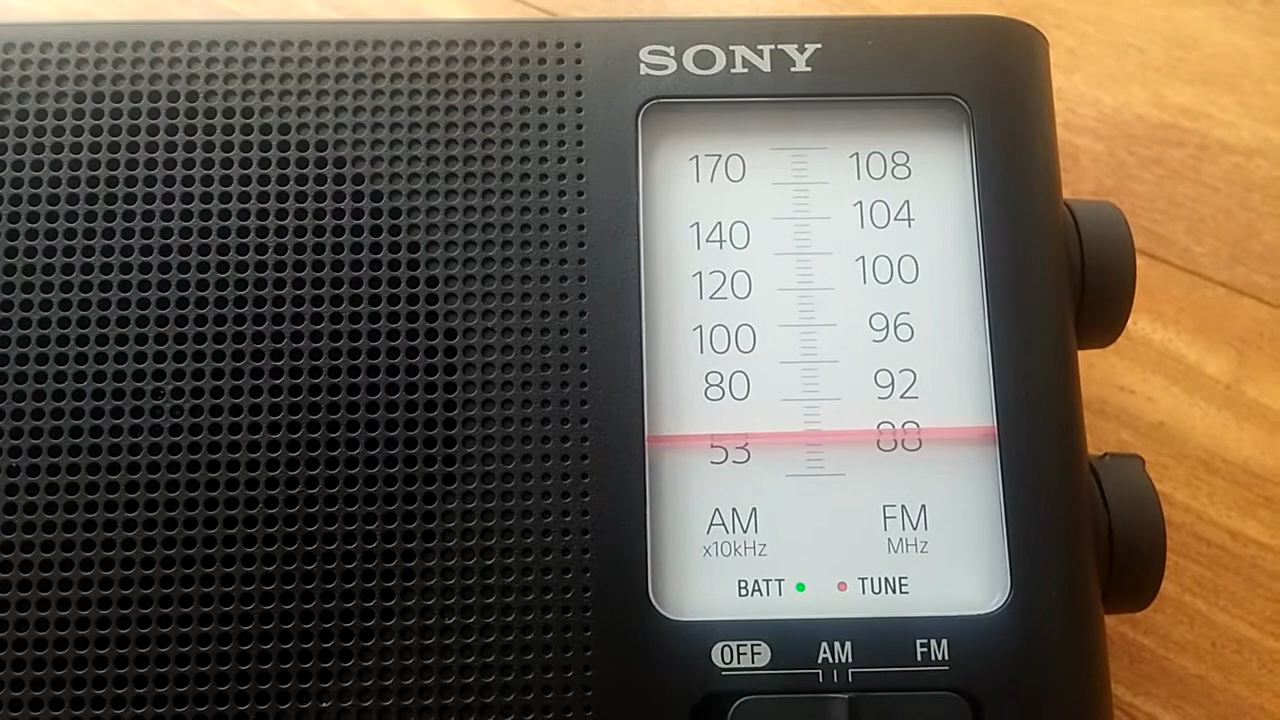 SONY
170 108
140 104
120 100
100 96
80 92
53 88
AM FM
x10kHz MHz
BATT TUNE
OFF AM FM